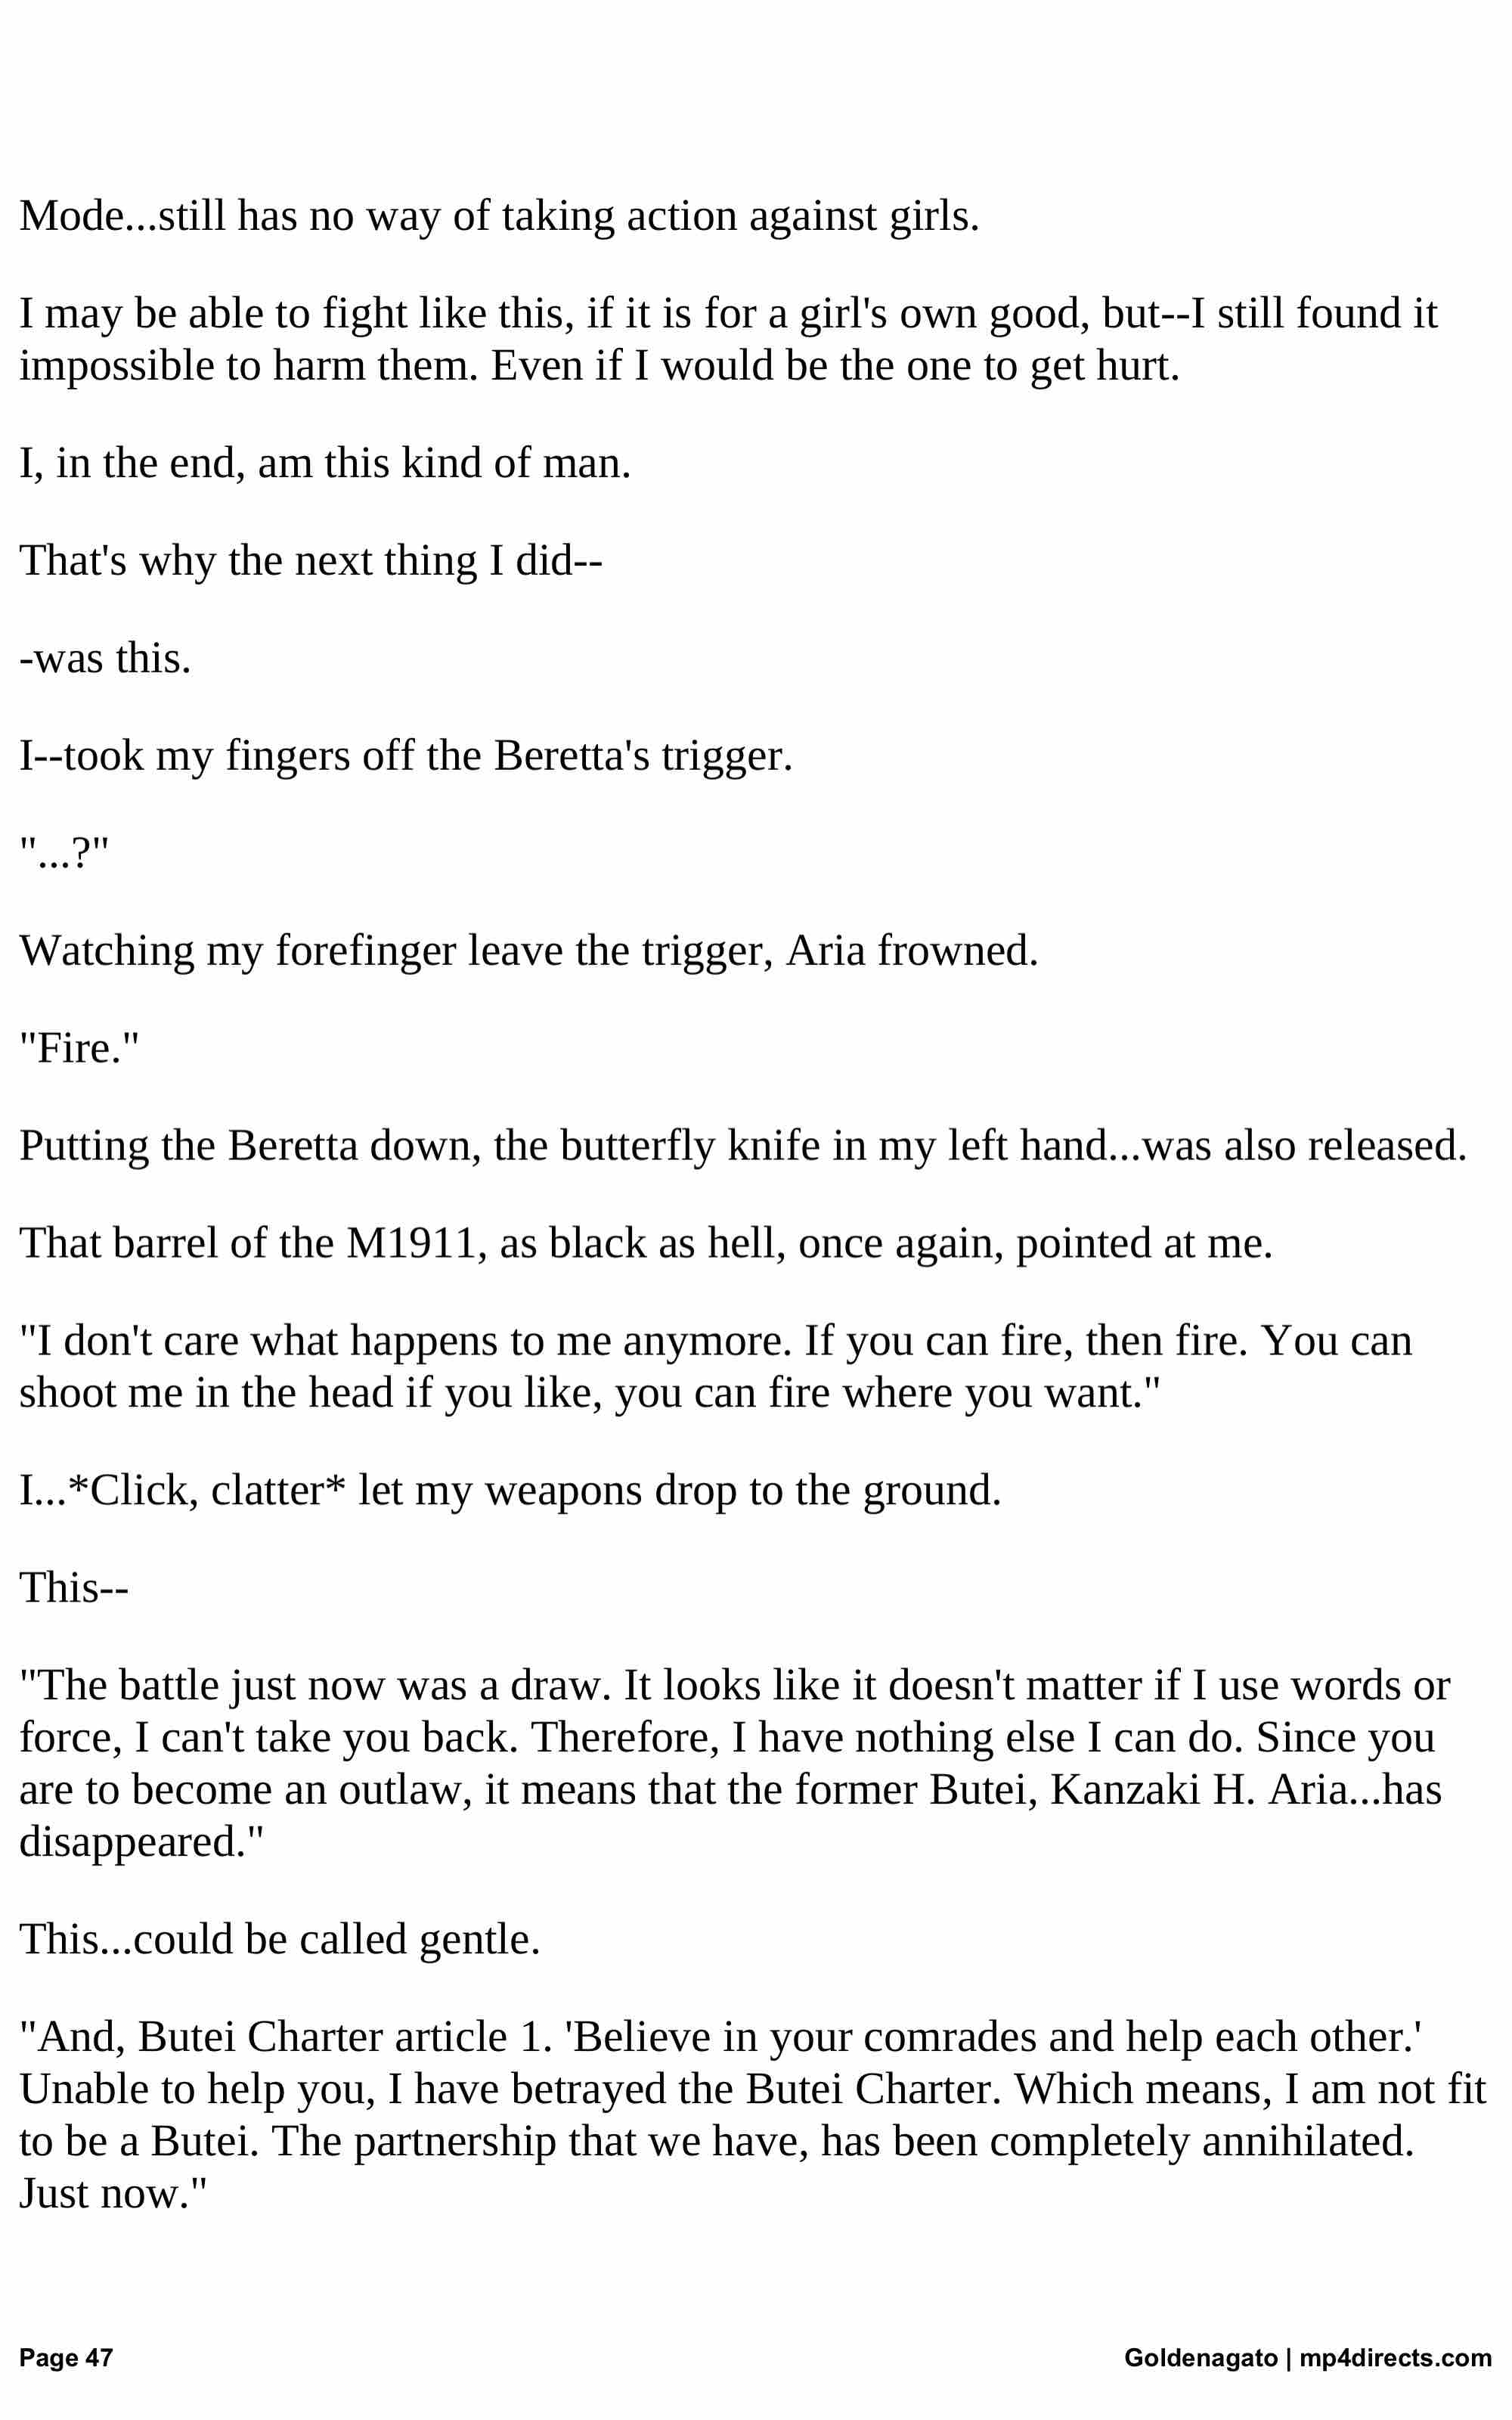 Mode...still has no way of taking action against girls.
I may be able to fight like this, if it is for a girl's own good, but--I still found it
impossible to harm them. Even if I would be the one to get hurt.
I, in the end, am this kind of man.
That's why the next thing I did--
-was this.
I--took my fingers off the Beretta's trigger.
"...?"
Watching my forefinger leave the trigger, Aria frowned.
"Fire."
Putting the Beretta down, the butterfly knife in my left hand...was also released.
That barrel of the M1911, as black as hell, once again, pointed at me.
"I don't care what happens to me anymore. If you can fire, then fire. You can
shoot me in the head if you like, you can fire where you want."
I...*Click, clatter* let my weapons drop to the ground.
This--
"The battle just now was a draw. It looks like it doesn't matter if I use words or
force, I can't take you back. Therefore, I have nothing else I can do. Since you
are to become an outlaw, it means that the former Butei, Kanzaki H. Aria...has
disappeared."
This...could be called gentle.
"And, Butei Charter article 1. 'Believe in your comrades and help each other.'
Unable to help you, I have betrayed the Butei Charter. Which means, I am not fit
to be a Butei. The partnership that we have, has been completely annihilated.
Just now."
Page 47
Goldenagato | mp4directs.com